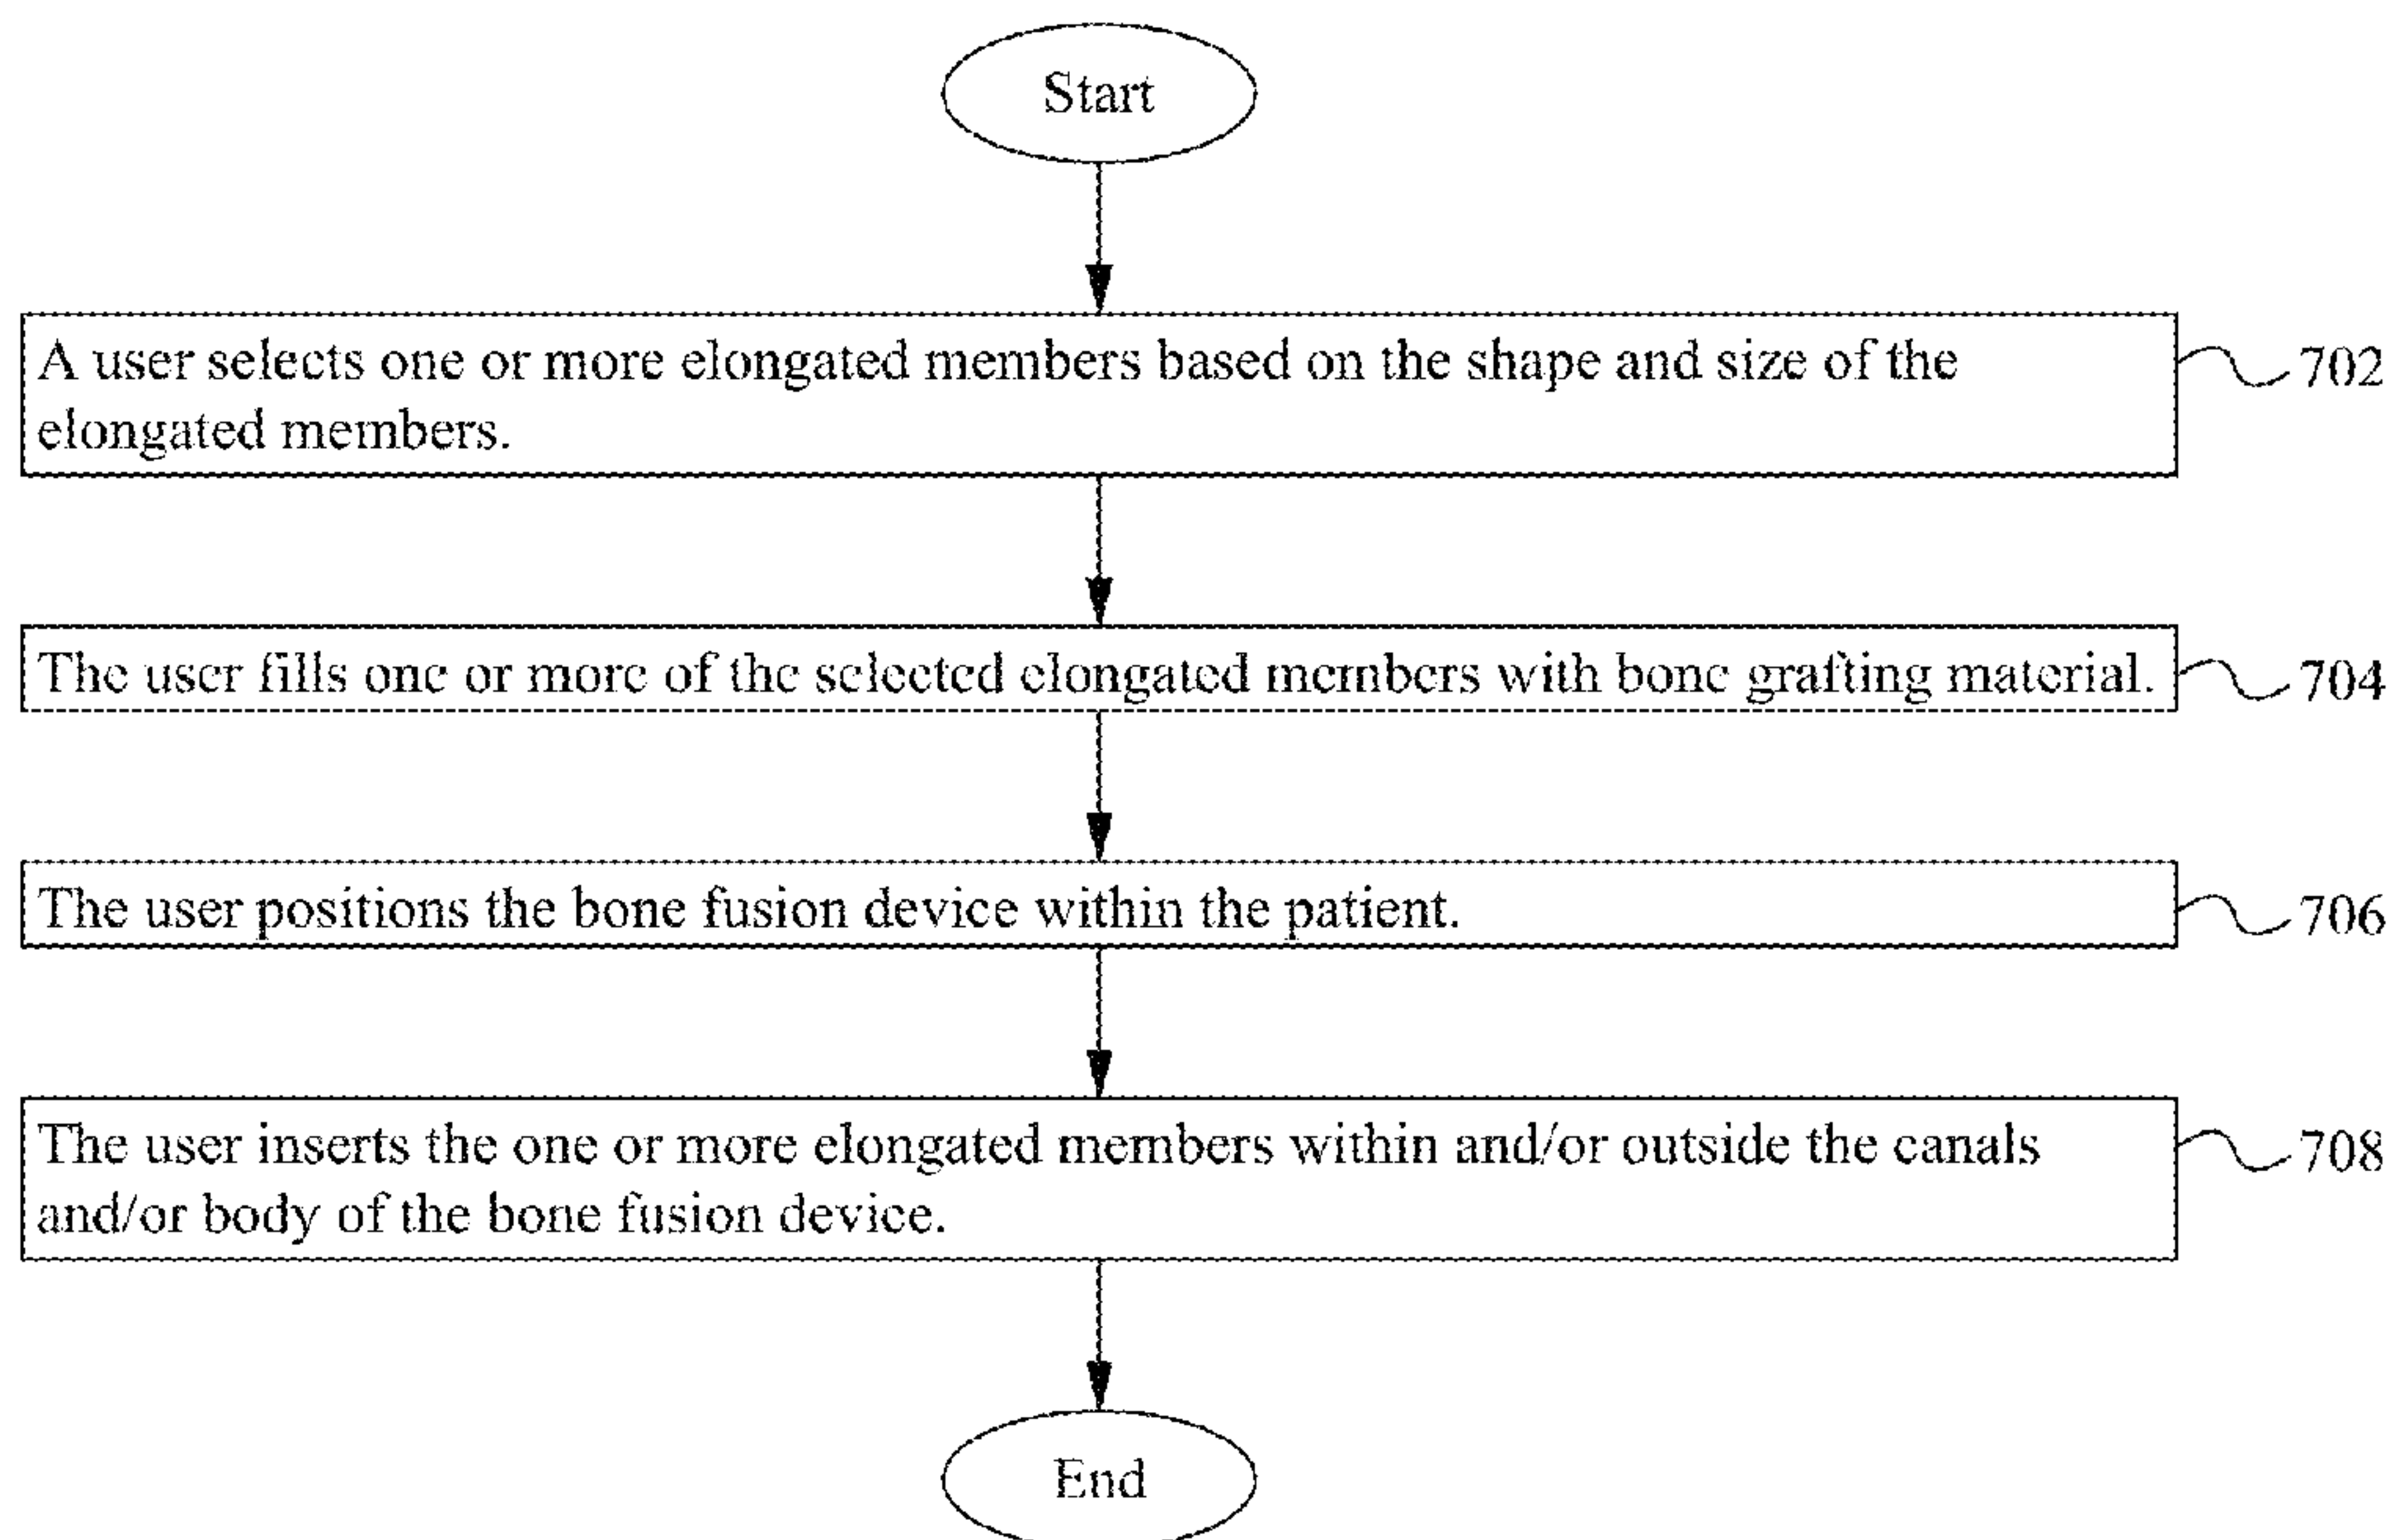 Start
A user selects one or more elongated members based on the shape and size of the
elongated members.
702
The user fills one or more of the selected elongated members with bone grafting material.
704
The user positions the bone fusion device within the patient.
706
The user inserts the one or more elongated members within and/or outside the canals
and/or body of the bone fusion device.
708
End